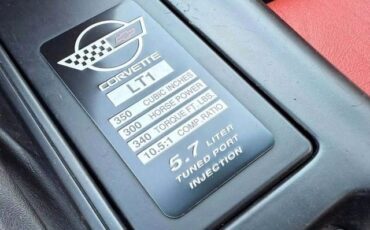 CORVETTE
LT1
350 CUBIC INCHES
300 HORSE POWER
340 TORQUE FT.-LBS.
10.5:1 COMP RATIO
5.7 LITER
TUNED PORT
INJECTION